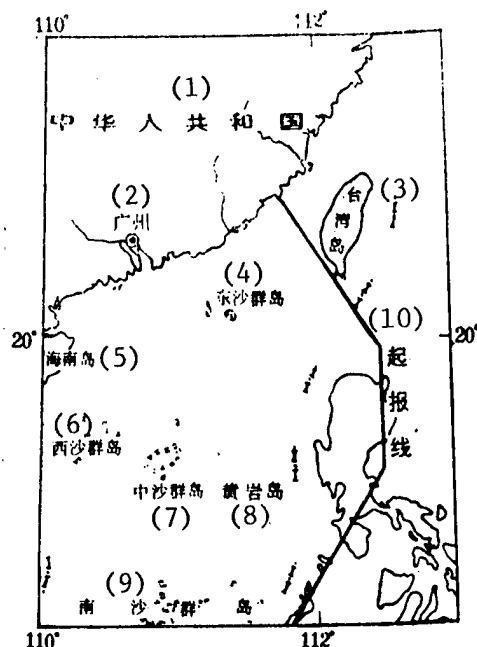 110°
112°
(1)
中华人共和国
(2)
广州
(3)
台湾岛
(4)
东沙群岛
(10)
起报线
20°
20°
海南岛 (5)
(6)
西沙群岛
中沙群岛 黄岩岛
(7) (8)
(9)
南沙群岛
110°
112°